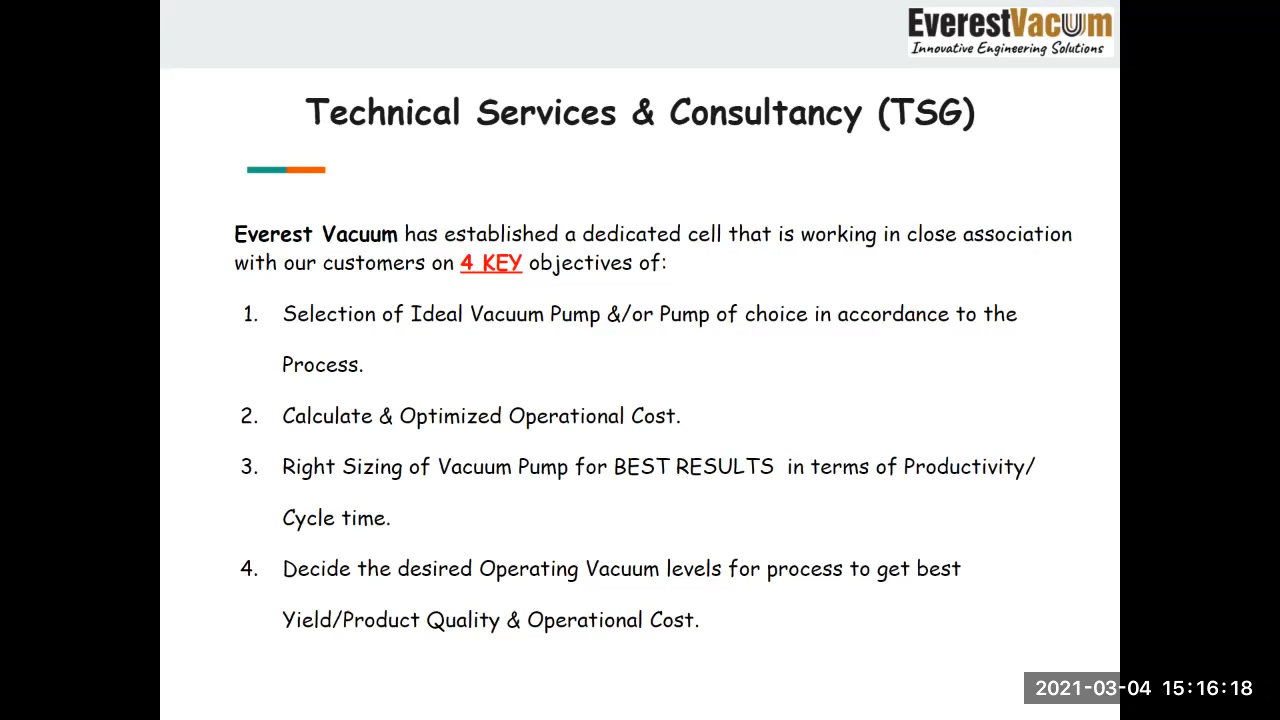 EverestVacuum
Innovative Engineering Solutions
Technical Services & Consultancy (TSG)
Everest Vacuum has established a dedicated cell that is working in close association
with our customers on 4 KEY objectives of:
1. Selection of Ideal Vacuum Pump &/or Pump of choice in accordance to the
Process.
2. Calculate & Optimized Operational Cost.
3. Right Sizing of Vacuum Pump for BEST RESULTS in terms of Productivity/
Cycle time.
4. Decide the desired Operating Vacuum levels for process to get best
Yield/Product Quality & Operational Cost.
2021-03-04 15:16:18